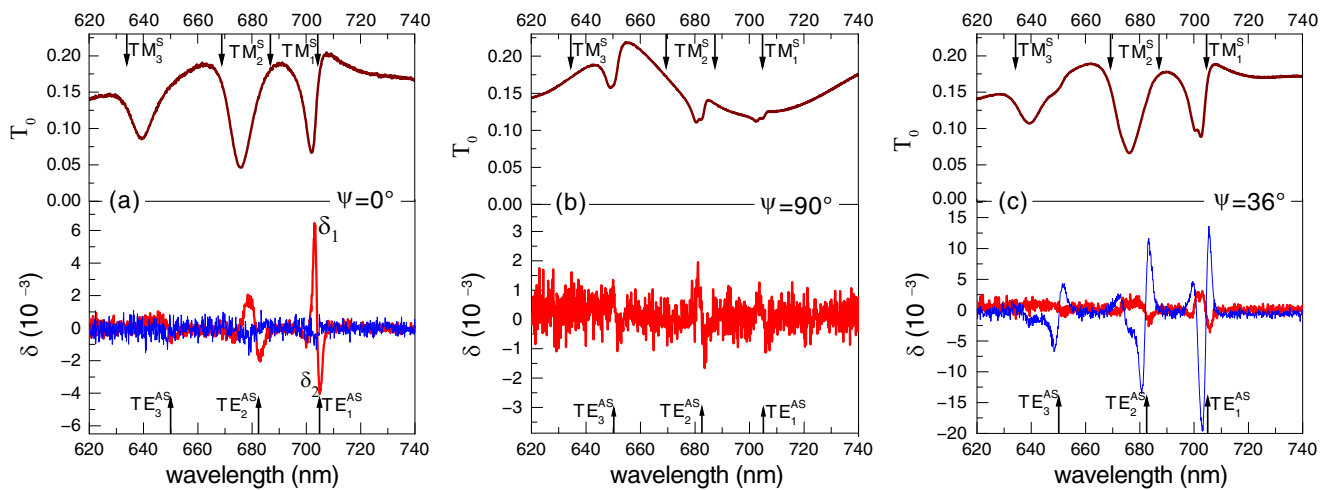 620 640 660 680 700 720 740
0.20
0.15
0.10
0.05
0.00
T₀
TM₃ˢ TM₂ˢ TM₁ˢ
(a) ψ=0°
8
6
4
2
0
−2
−4
−6
δ (10⁻³)
δ₁
δ₂
TE₃ᴬˢ TE₂ᴬˢ TE₁ᴬˢ
620 640 660 680 700 720 740
wavelength (nm)
620 640 660 680 700 720 740
0.20
0.15
0.10
0.05
0.00
T₀
TM₃ˢ TM₂ˢ TM₁ˢ
(b) ψ=90°
3
2
1
0
−1
−2
−3
δ (10⁻³)
TE₃ᴬˢ TE₂ᴬˢ TE₁ᴬˢ
620 640 660 680 700 720 740
wavelength (nm)
620 640 660 680 700 720 740
0.20
0.15
0.10
0.05
0.00
T₀
TM₃ˢ TM₂ˢ TM₁ˢ
(c) ψ=36°
15
10
5
0
−5
−10
−15
−20
δ (10⁻³)
TE₃ᴬˢ TE₂ᴬˢ TE₁ᴬˢ
620 640 660 680 700 720 740
wavelength (nm)